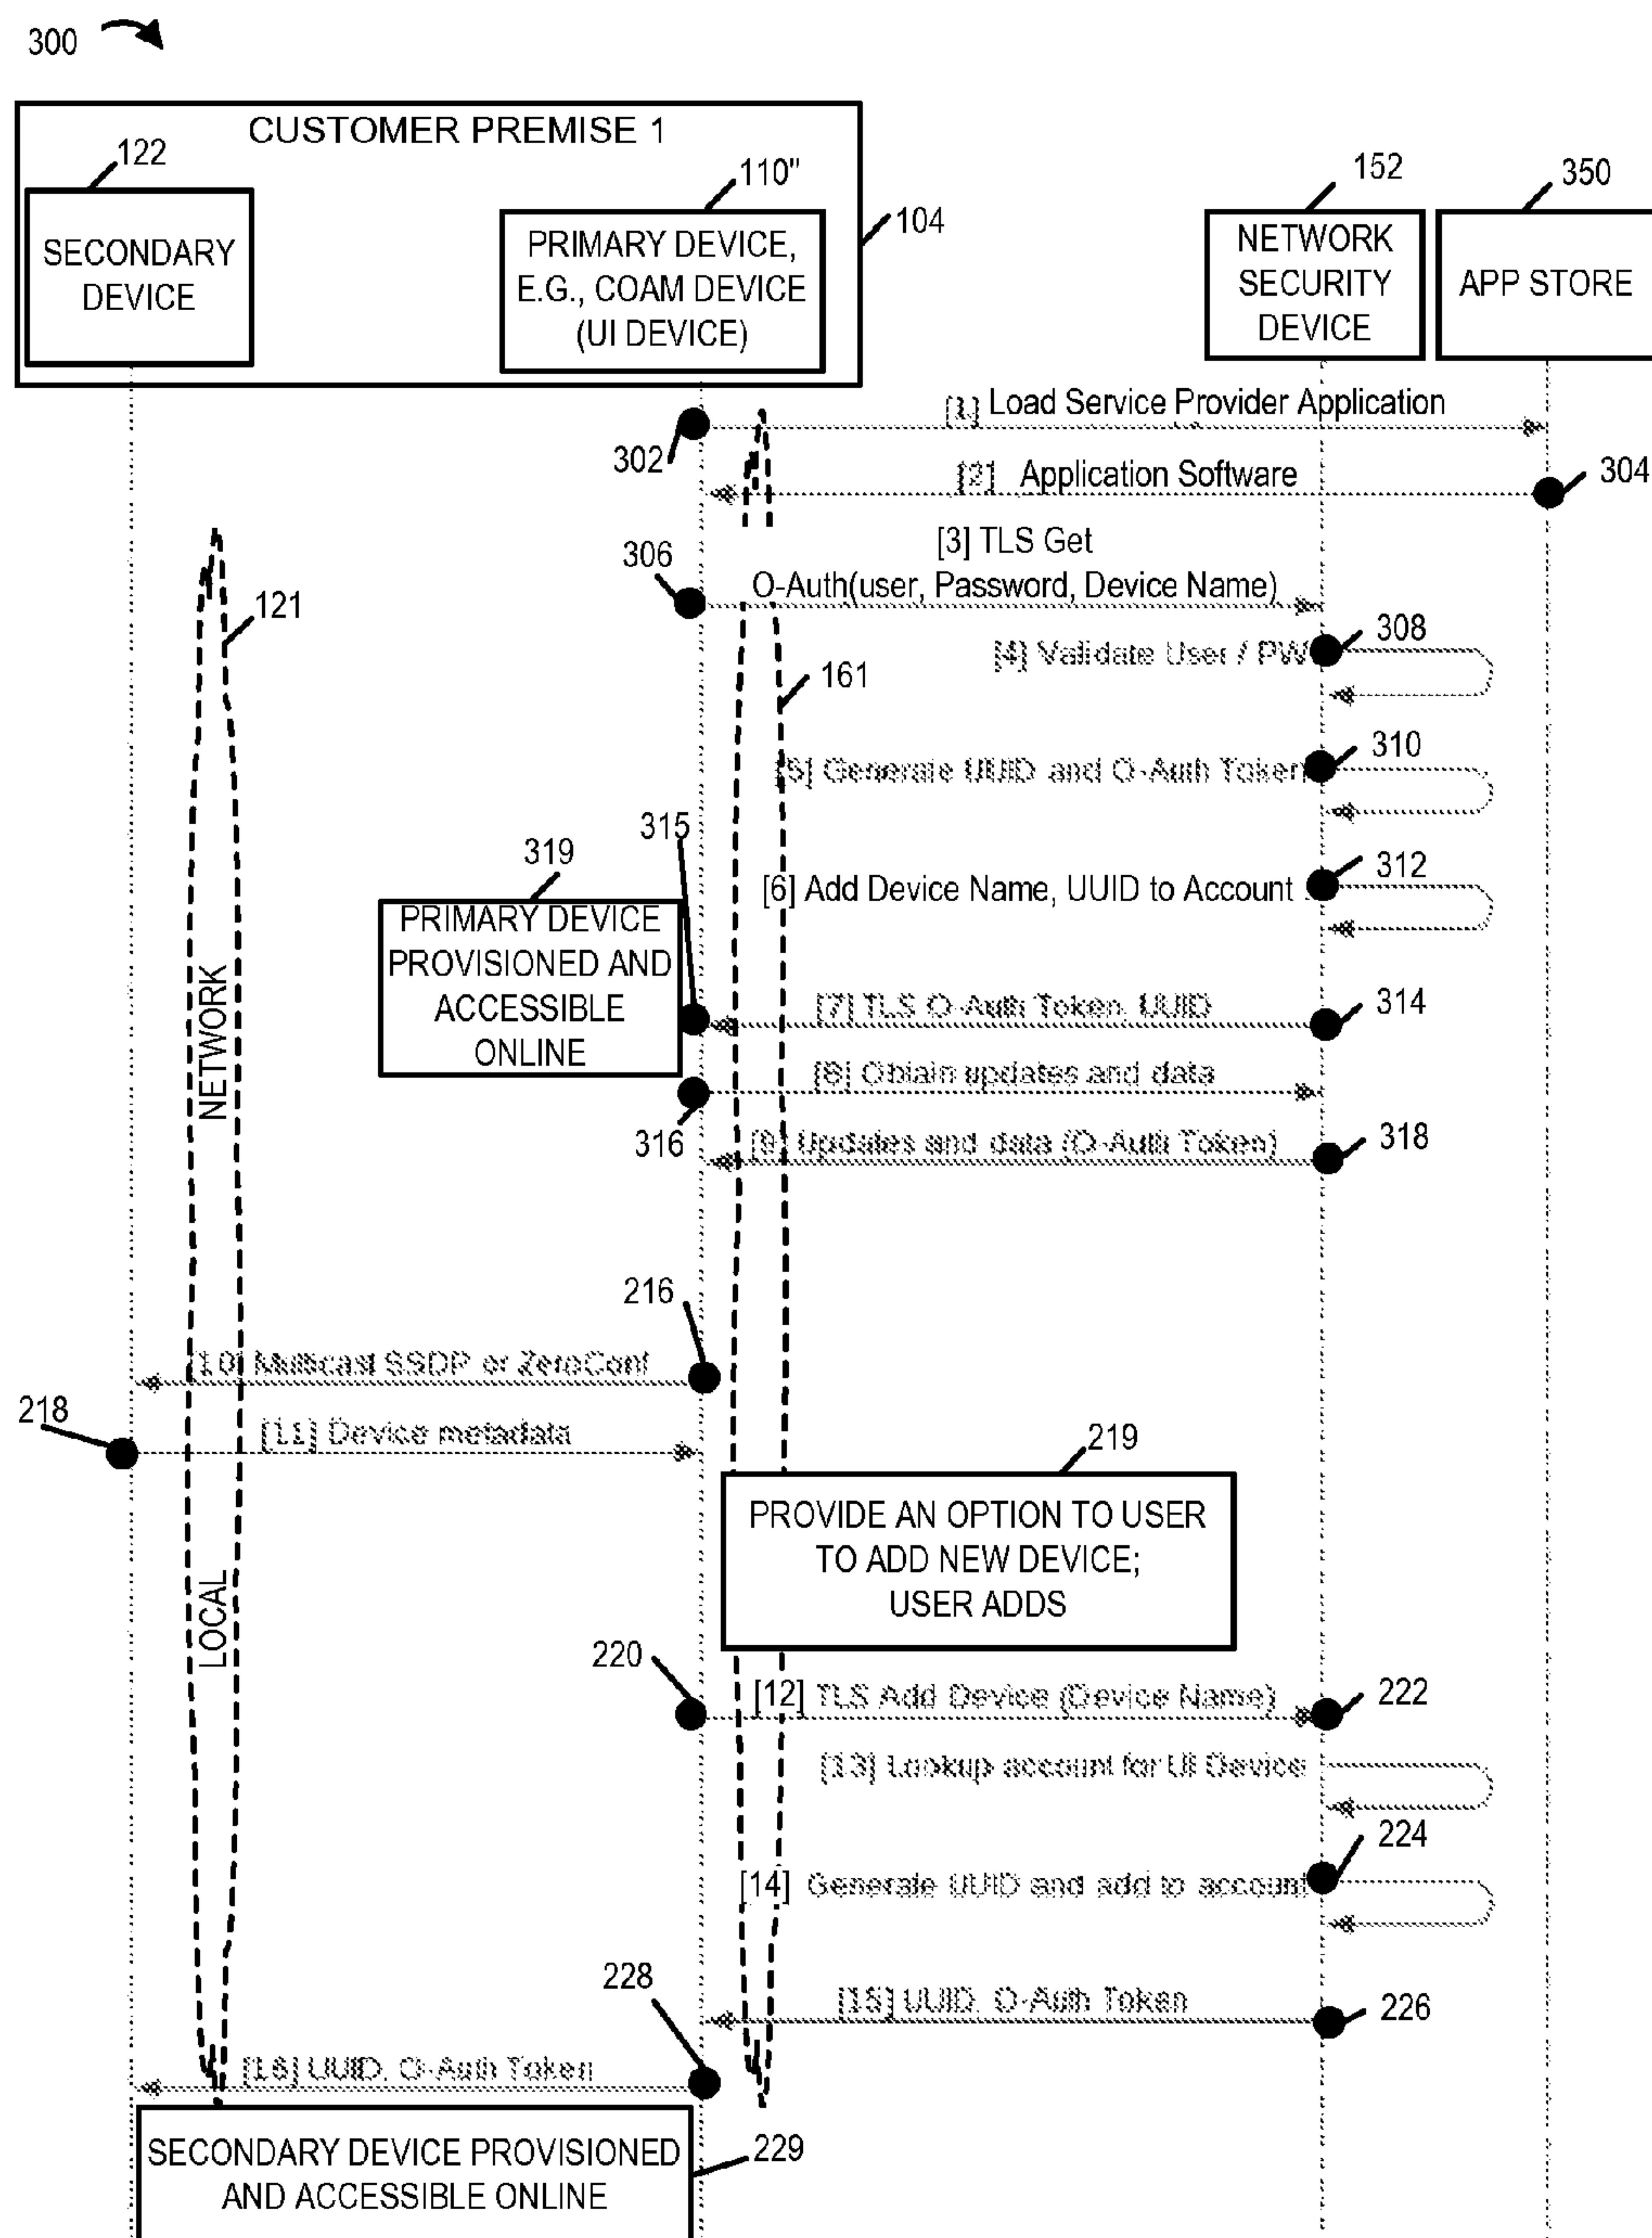 300
CUSTOMER PREMISE 1
122
110"
152
350
104
SECONDARY
DEVICE
PRIMARY DEVICE,
E.G., COAM DEVICE
(UI DEVICE)
NETWORK
SECURITY
DEVICE
APP STORE
[1] Load Service Provider Application
302
[2] Application Software
304
[3] TLS Get
306
O-Auth(user, Password, Device Name)
121
308
[4] Validate User / PW
161
310
[5] Generate UUID and O-Auth Token
315
319
312
[6] Add Device Name, UUID to Account
PRIMARY DEVICE
PROVISIONED AND
ACCESSIBLE
ONLINE
NETWORK
[7] TLS O-Auth Token, UUID
314
[8] Obtain updates and data
316
[9] Updates and data (O-Auth Token)
318
216
[10] Multicast SSDP or ZeroConf
218
[11] Device metadata
219
PROVIDE AN OPTION TO USER
TO ADD NEW DEVICE;
USER ADDS
LOCAL
220
[12] TLS Add Device (Device Name)
222
[13] Lookup account for UI Device
224
[14] Generate UUID and add to account
228
[15] UUID, O-Auth Token
226
[16] UUID, O-Auth Token
SECONDARY DEVICE PROVISIONED
AND ACCESSIBLE ONLINE
229